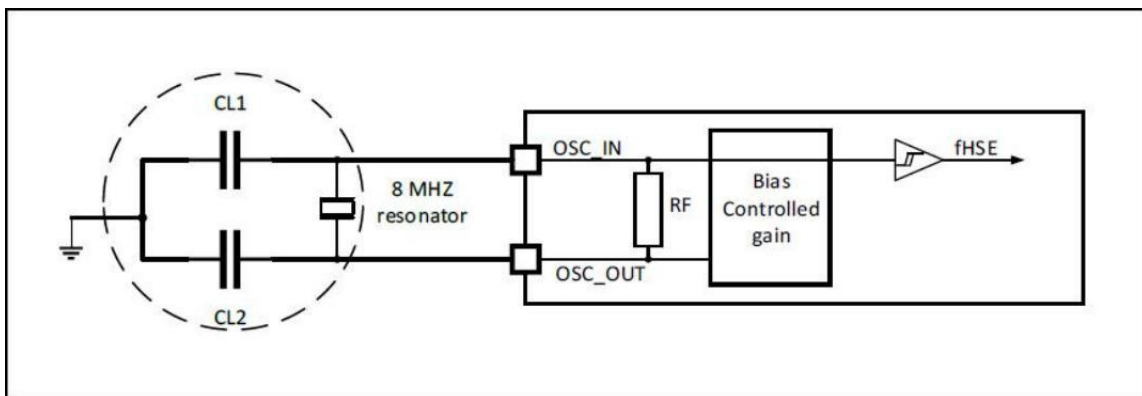 CL1
8 MHZ
resonator
CL2
OSC_IN
RF
OSC_OUT
Bias
Controlled
gain
fHSE